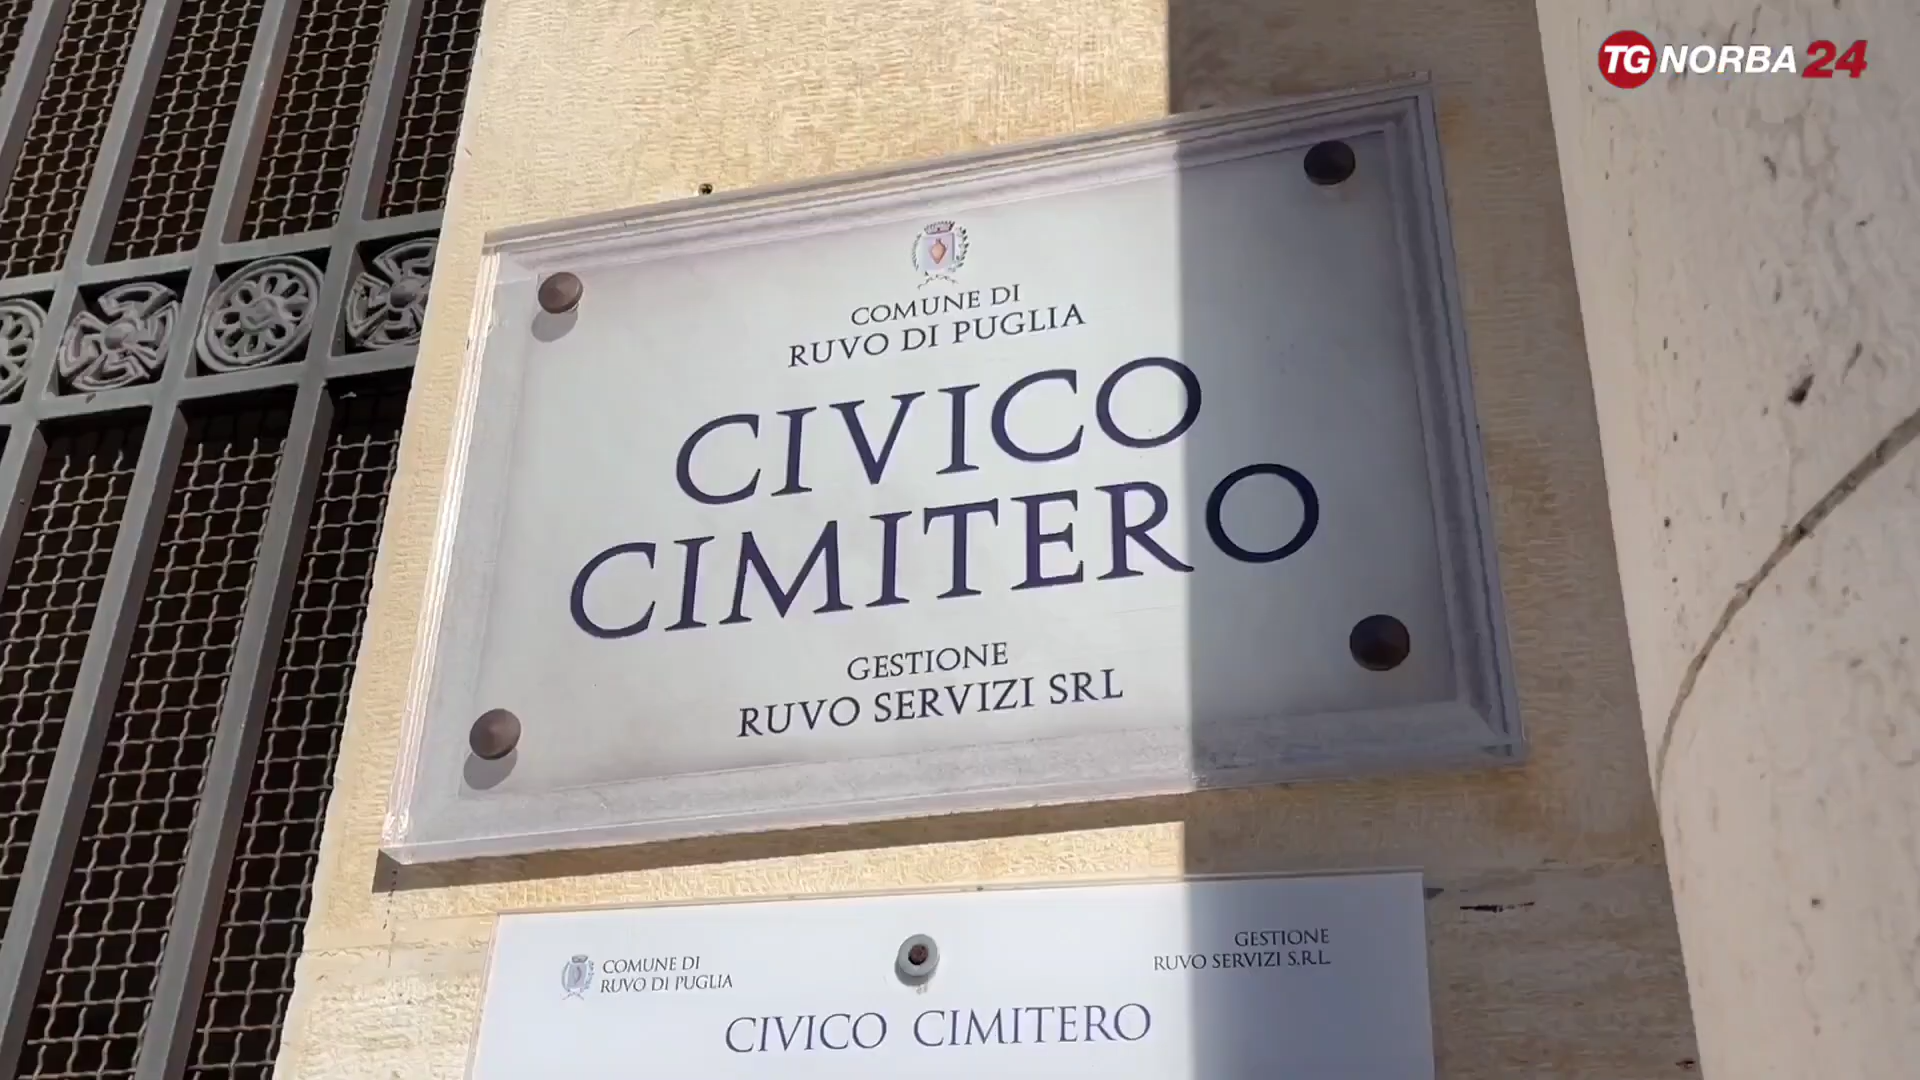 TG NORBA 24
COMUNE DI
RUVO DI PUGLIA
CIVICO
CIMITERO
GESTIONE
RUVO SERVIZI SRL
COMUNE DI
RUVO DI PUGLIA
GESTIONE
RUVO SERVIZI S.R.L.
CIVICO CIMITERO